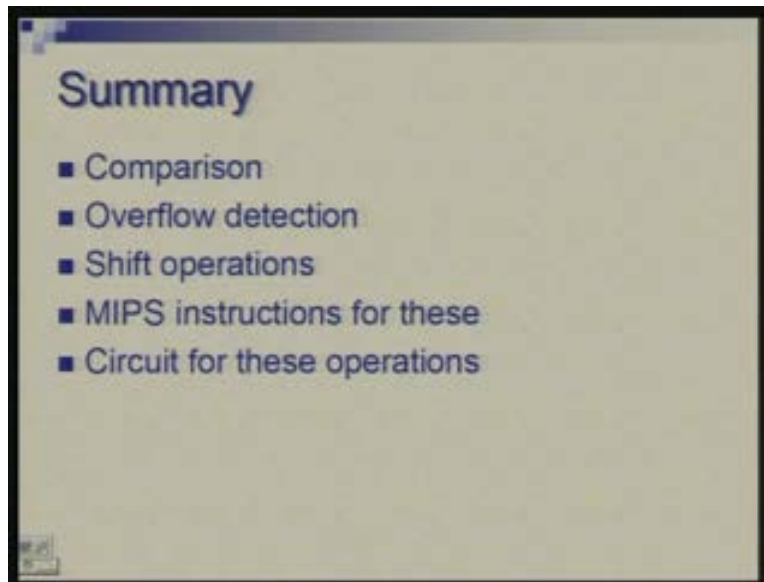 Summary
Comparison
Overflow detection
Shift operations
MIPS instructions for these
Circuit for these operations